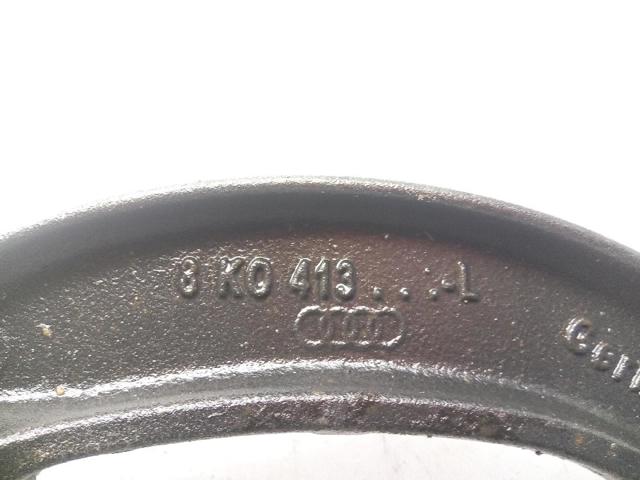 8 K0 413 . . .-L